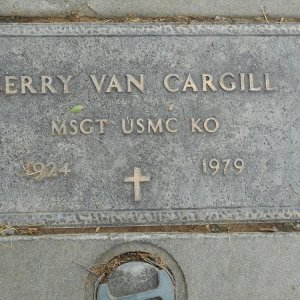 ERRY VAN CARGILL
MSGT USMC KO
1924 1979